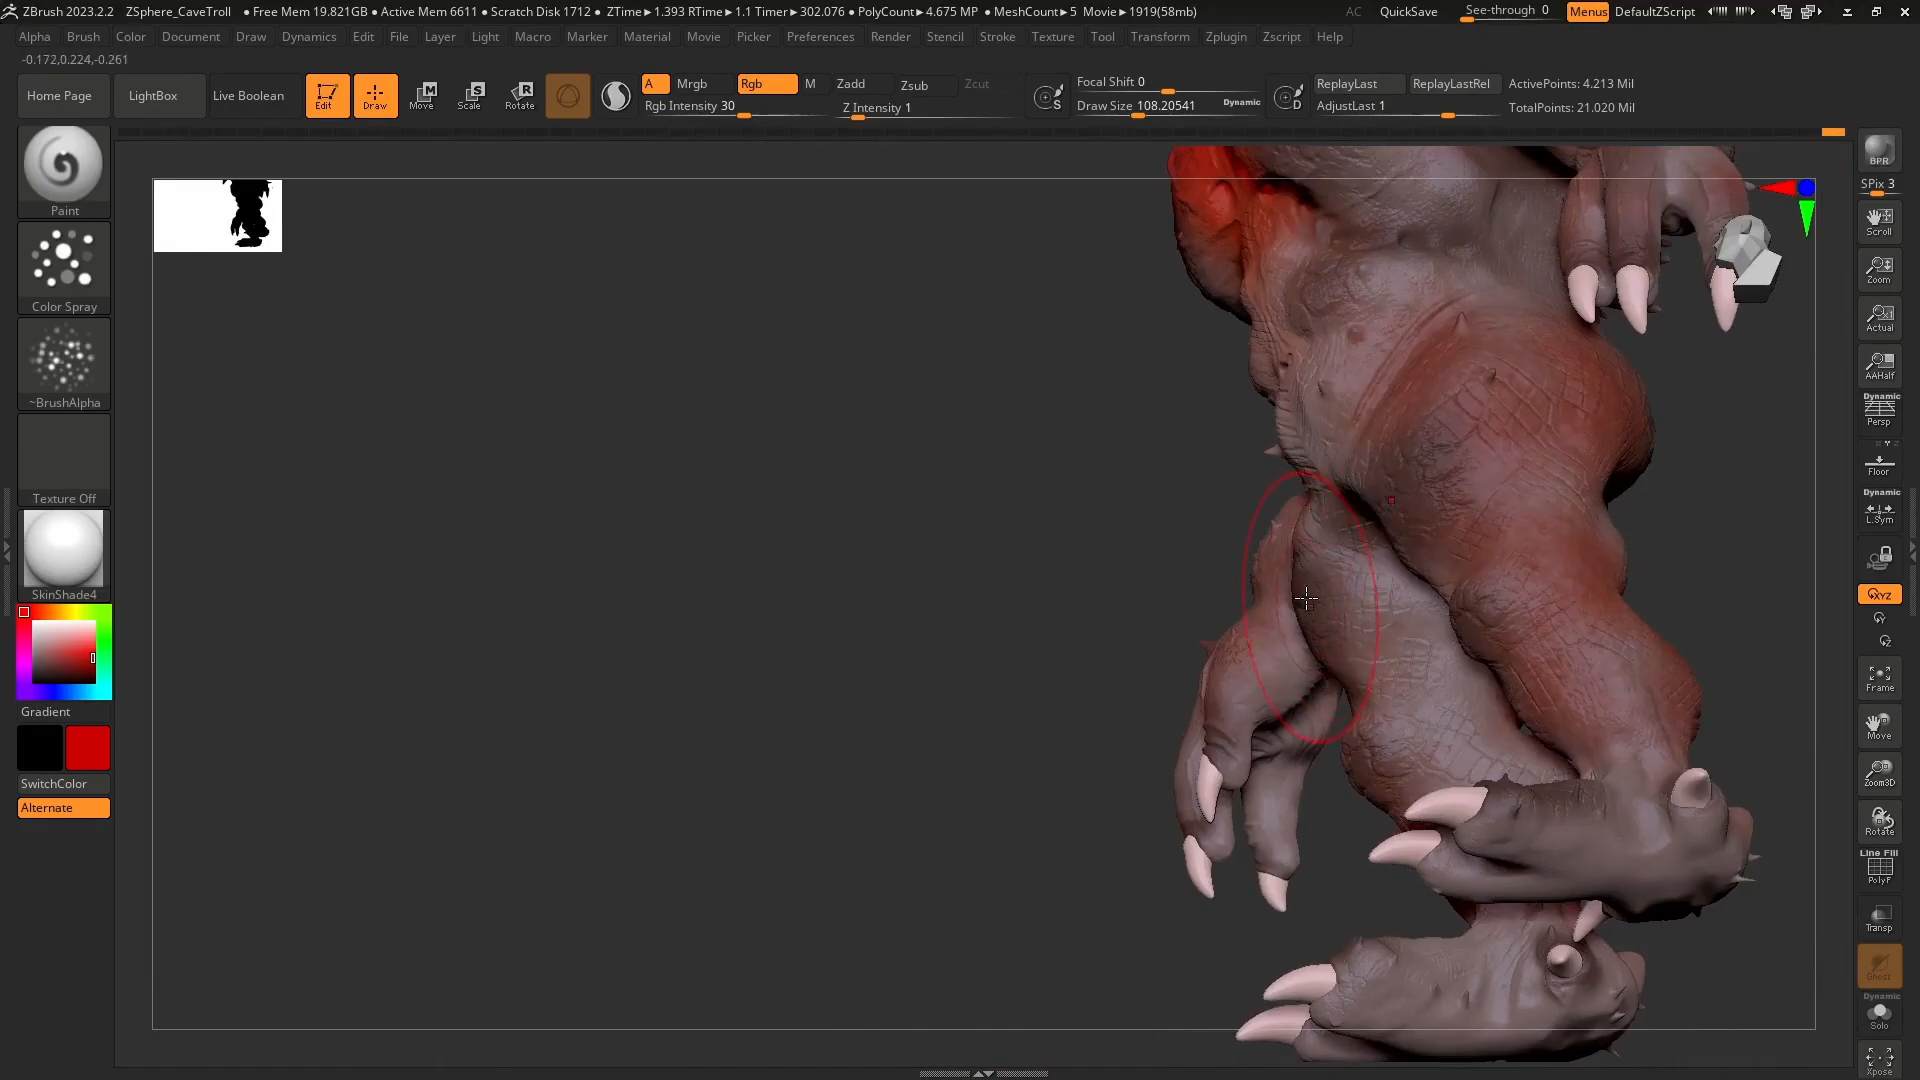 ZBrush 2023.2.2 ZSphere_CaveTroll ● Free Mem 19.821GB ● Active Mem 6611 ● Scratch Disk 1712 ● ZTime►1.393 RTime►1.1 Timer►302.076 ● PolyCount►4.675 MP ● MeshCount►5 Movie►1919(58mb) AC QuickSave See-through 0 Menus DefaultZScript
Alpha Brush Color Document Draw Dynamics Edit File Layer Light Macro Marker Material Movie Picker Preferences Render Stencil Stroke Texture Tool Transform Zplugin Zscript Help
-0.172,0.224,-0.261
Home Page LightBox Live Boolean Edit Draw Move Scale Rotate
A Mrgb Rgb M Zadd Zsub Zcut
Rgb Intensity 30 Z Intensity 1
S
Focal Shift 0
Draw Size 108.20541 Dynamic
D
ReplayLast ReplayLastRel ActivePoints: 4.213 Mil
AdjustLast 1 TotalPoints: 21.020 Mil
Paint
Color Spray
~BrushAlpha
Texture Off
SkinShade4
Gradient
SwitchColor
Alternate
BPR
SPix 3
Scroll
Zoom
Actual
AAHalf
Dynamic
Persp
Floor
Dynamic
L.Sym
XYZ
Y
Z
Frame
Move
Zoom3D
Rotate
Line Fill
PolyF
Transp
Ghost
Dynamic
Solo
Xpose